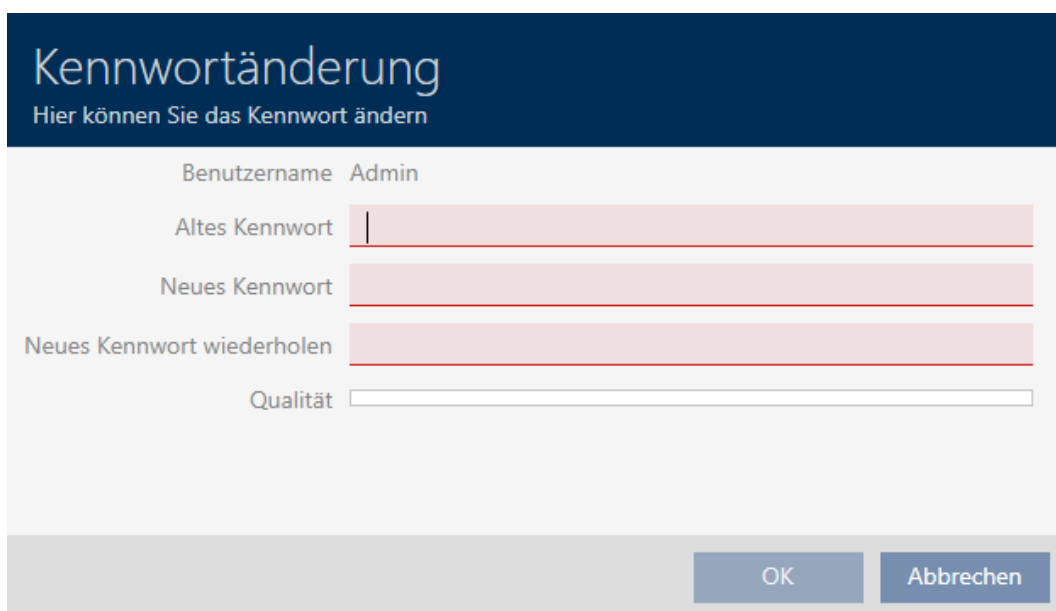 Kennwortänderung
Hier können Sie das Kennwort ändern
Benutzername Admin
Altes Kennwort
Neues Kennwort
Neues Kennwort wiederholen
Qualität
OK Abbrechen